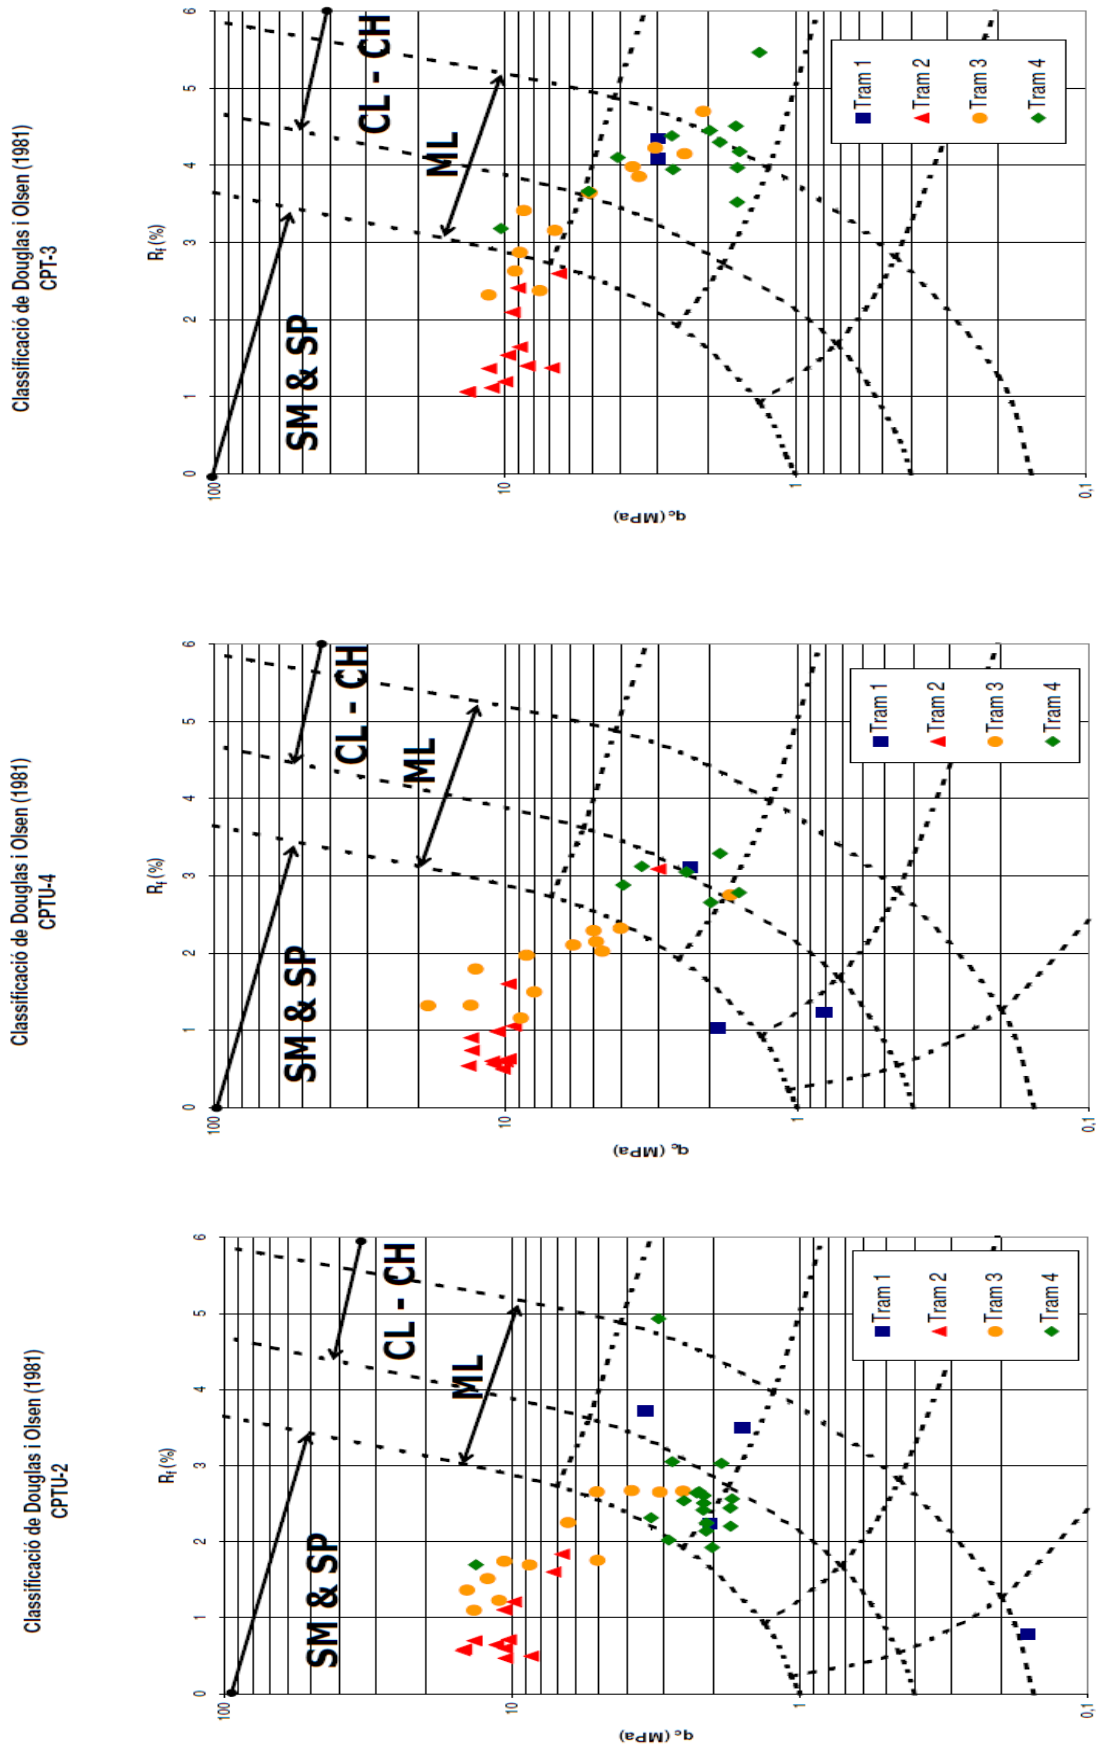 Classificació de Douglas i Olsen (1981)
CPTU-2
Rf (%)
0 1 2 3 4 5 6
100
10
1
0,1
qc (MPa)
SM & SP
ML
CL - CH
Tram 1
Tram 2
Tram 3
Tram 4
Classificació de Douglas i Olsen (1981)
CPTU-4
Rf (%)
0 1 2 3 4 5 6
100
10
1
0,1
qc (MPa)
SM & SP
ML
CL - CH
Tram 1
Tram 2
Tram 3
Tram 4
Classificació de Douglas i Olsen (1981)
CPT-3
Rf (%)
0 1 2 3 4 5 6
100
10
1
0,1
qc (MPa)
SM & SP
ML
CL - CH
Tram 1
Tram 2
Tram 3
Tram 4